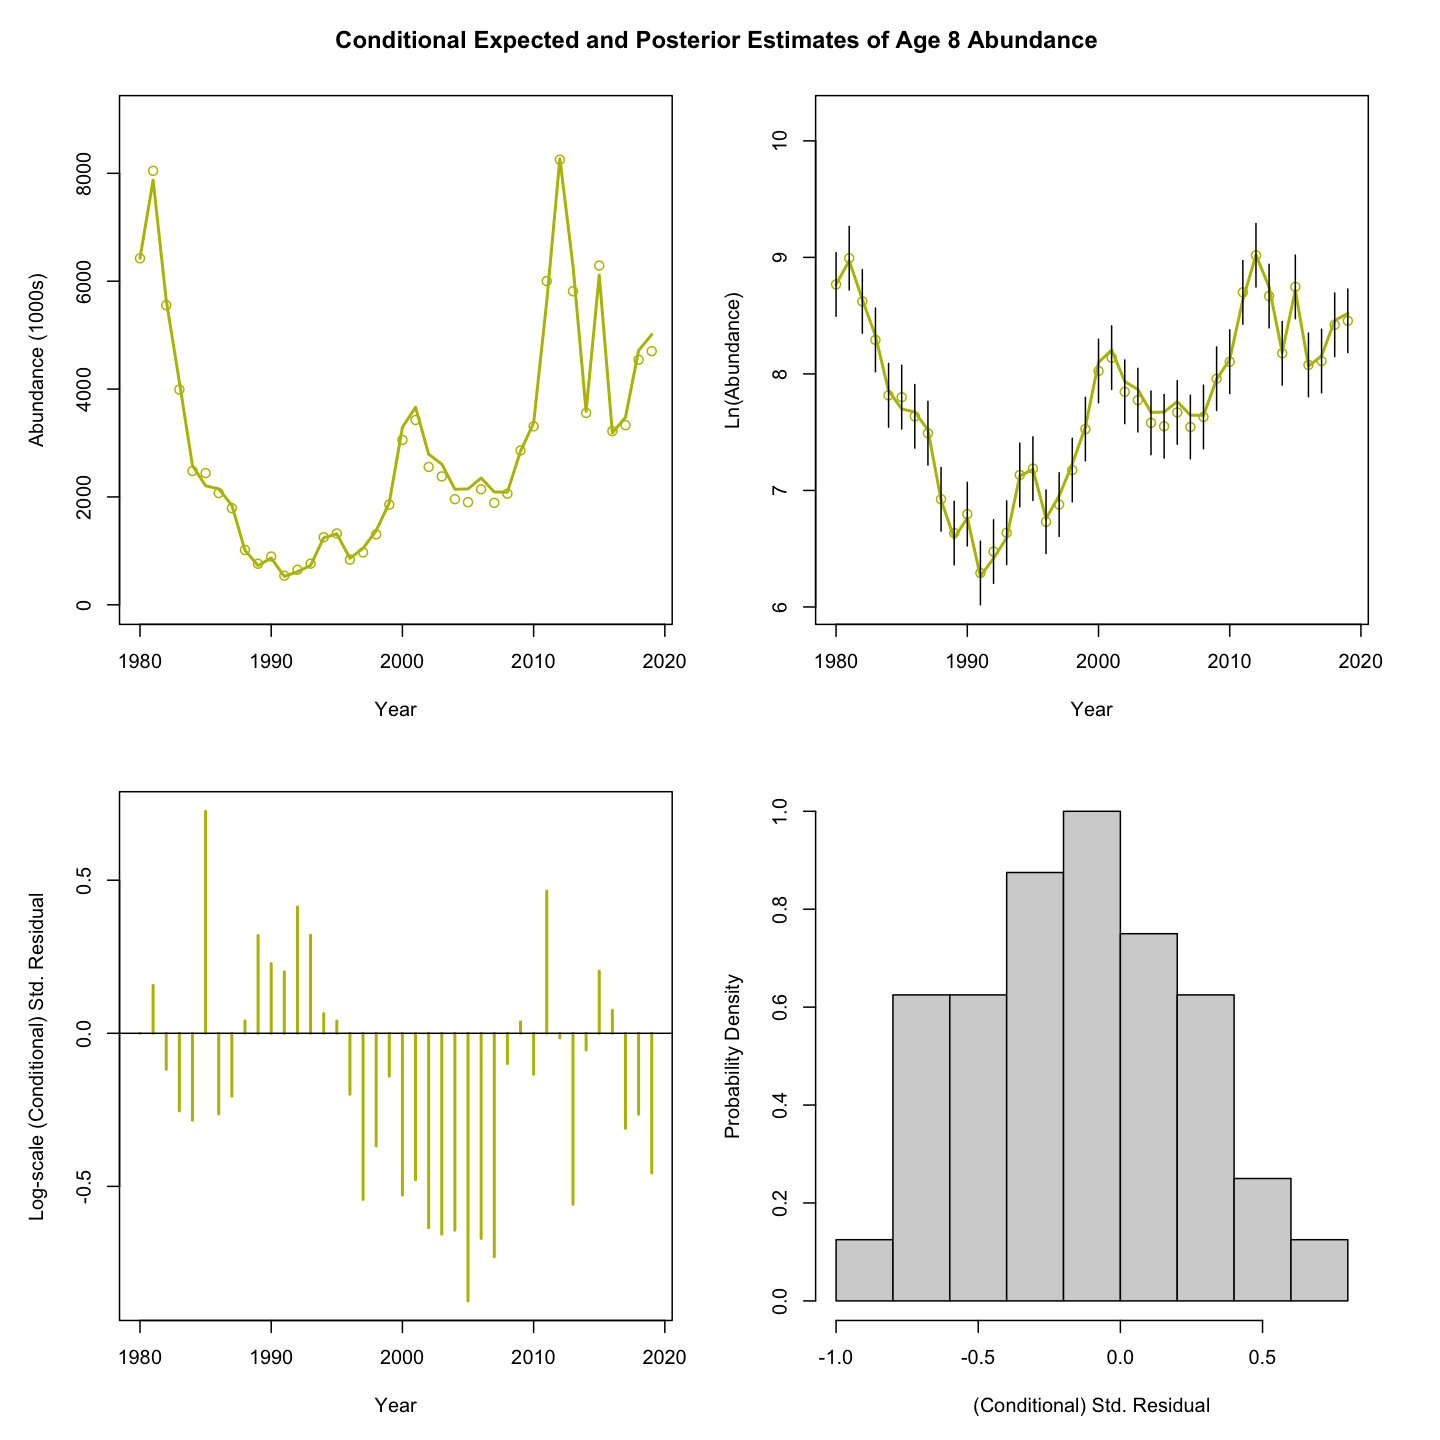 Conditional Expected and Posterior Estimates of Age 8 Abundance
Abundance (1000s)
0 2000 4000 6000 8000
1980 1990 2000 2010 2020
Year
Ln(Abundance)
6 7 8 9 10
1980 1990 2000 2010 2020
Year
Log-scale (Conditional) Std. Residual
-0.5 0.0 0.5
1980 1990 2000 2010 2020
Year
Probability Density
0.0 0.2 0.4 0.6 0.8 1.0
-1.0 -0.5 0.0 0.5
(Conditional) Std. Residual